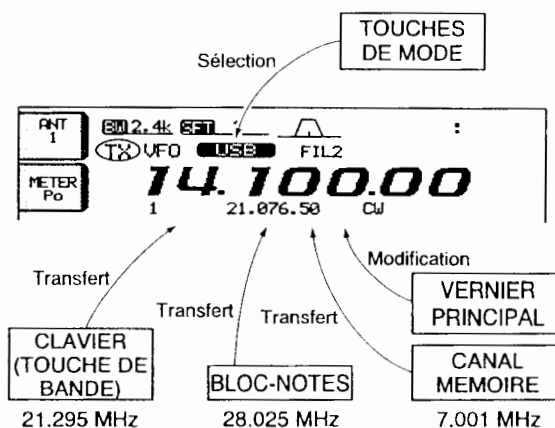 TOUCHES
DE MODE
Sélection
ANT
1
BW 2.4k SFT
:
TX VFO USB FIL2
METER
Po
14.100.00
1 21.076.50 CW
Transfert
Transfert
Transfert
Modification
VERNIER
PRINCIPAL
CLAVIER
(TOUCHE DE
BANDE)
BLOC-NOTES
CANAL
MEMOIRE
21.295 MHz
28.025 MHz
7.001 MHz